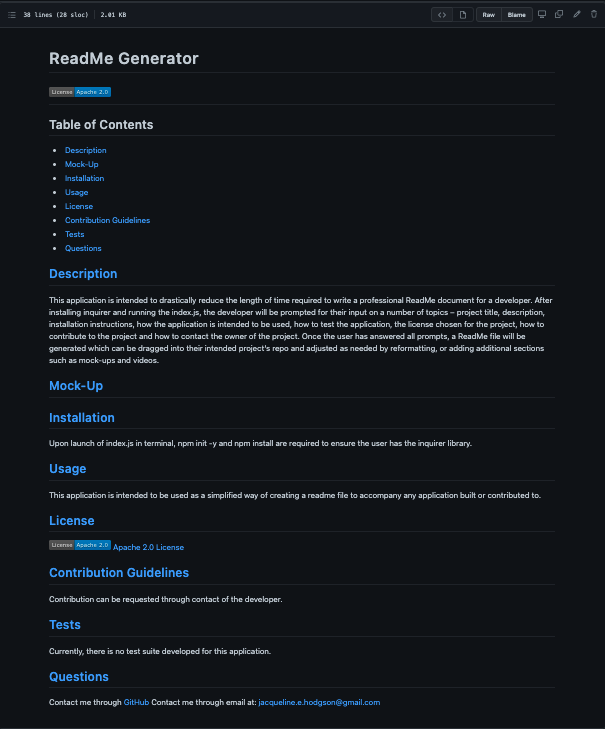 38 lines (28 sloc) 2.01 KB Raw Blame
ReadMe Generator
License Apache 2.0
Table of Contents
Description
Mock-Up
Installation
Usage
License
Contribution Guidelines
Tests
Questions
Description
This application is intended to drastically reduce the length of time required to write a professional ReadMe document for a developer. After
installing inquirer and running the index.js, the developer will be prompted for their input on a number of topics – project title, description,
installation instructions, how the application is intended to be used, how to test the application, the license chosen for the project, how to
contribute to the project and how to contact the owner of the project. Once the user has answered all prompts, a ReadMe file will be
generated which can be dragged into their intended project's repo and adjusted as needed by reformatting, or adding additional sections
such as mock-ups and videos.
Mock-Up
Installation
Upon launch of index.js in terminal, npm init -y and npm install are required to ensure the user has the inquirer library.
Usage
This application is intended to be used as a simplified way of creating a readme file to accompany any application built or contributed to.
License
License Apache 2.0 Apache 2.0 License
Contribution Guidelines
Contribution can be requested through contact of the developer.
Tests
Currently, there is no test suite developed for this application.
Questions
Contact me through GitHub Contact me through email at: jacqueline.e.hodgson@gmail.com